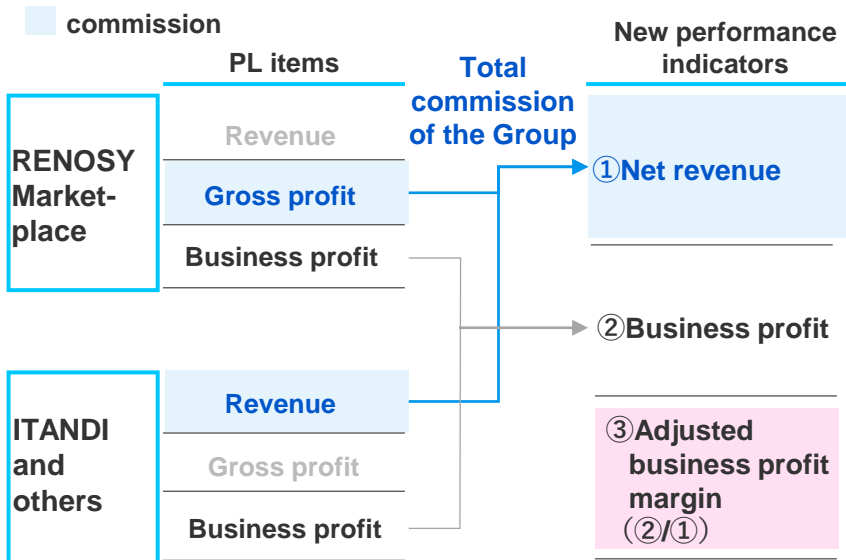 commission
PL items
Total
commission
of the Group
New performance
indicators
RENOSY
Market-
place
Revenue
Gross profit
Business profit
①Net revenue
②Business profit
ITANDI
and
others
Revenue
Gross profit
Business profit
③Adjusted
business profit
margin
（②/①）